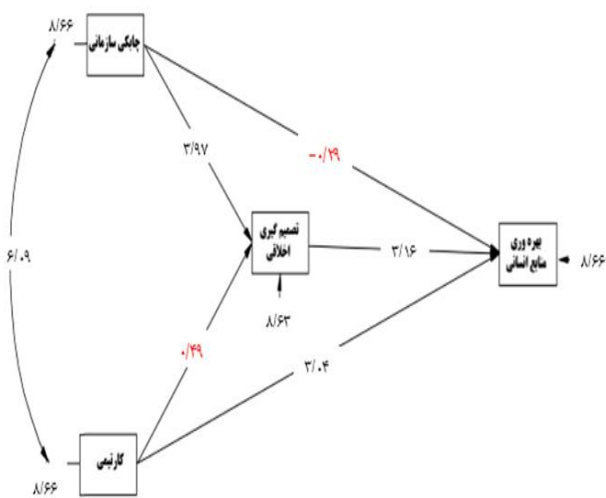 ۸/۶۶
چابکی سازمانی
۳/۹۷
-۰/۲۹
۶/۰۹
تصمیم گیری
اخلاقی
۳/۱۶
بهره وری
منابع انسانی
۸/۶۶
۸/۶۳
۰/۴۹
۳/۰۴
کارتیمی
۸/۶۶